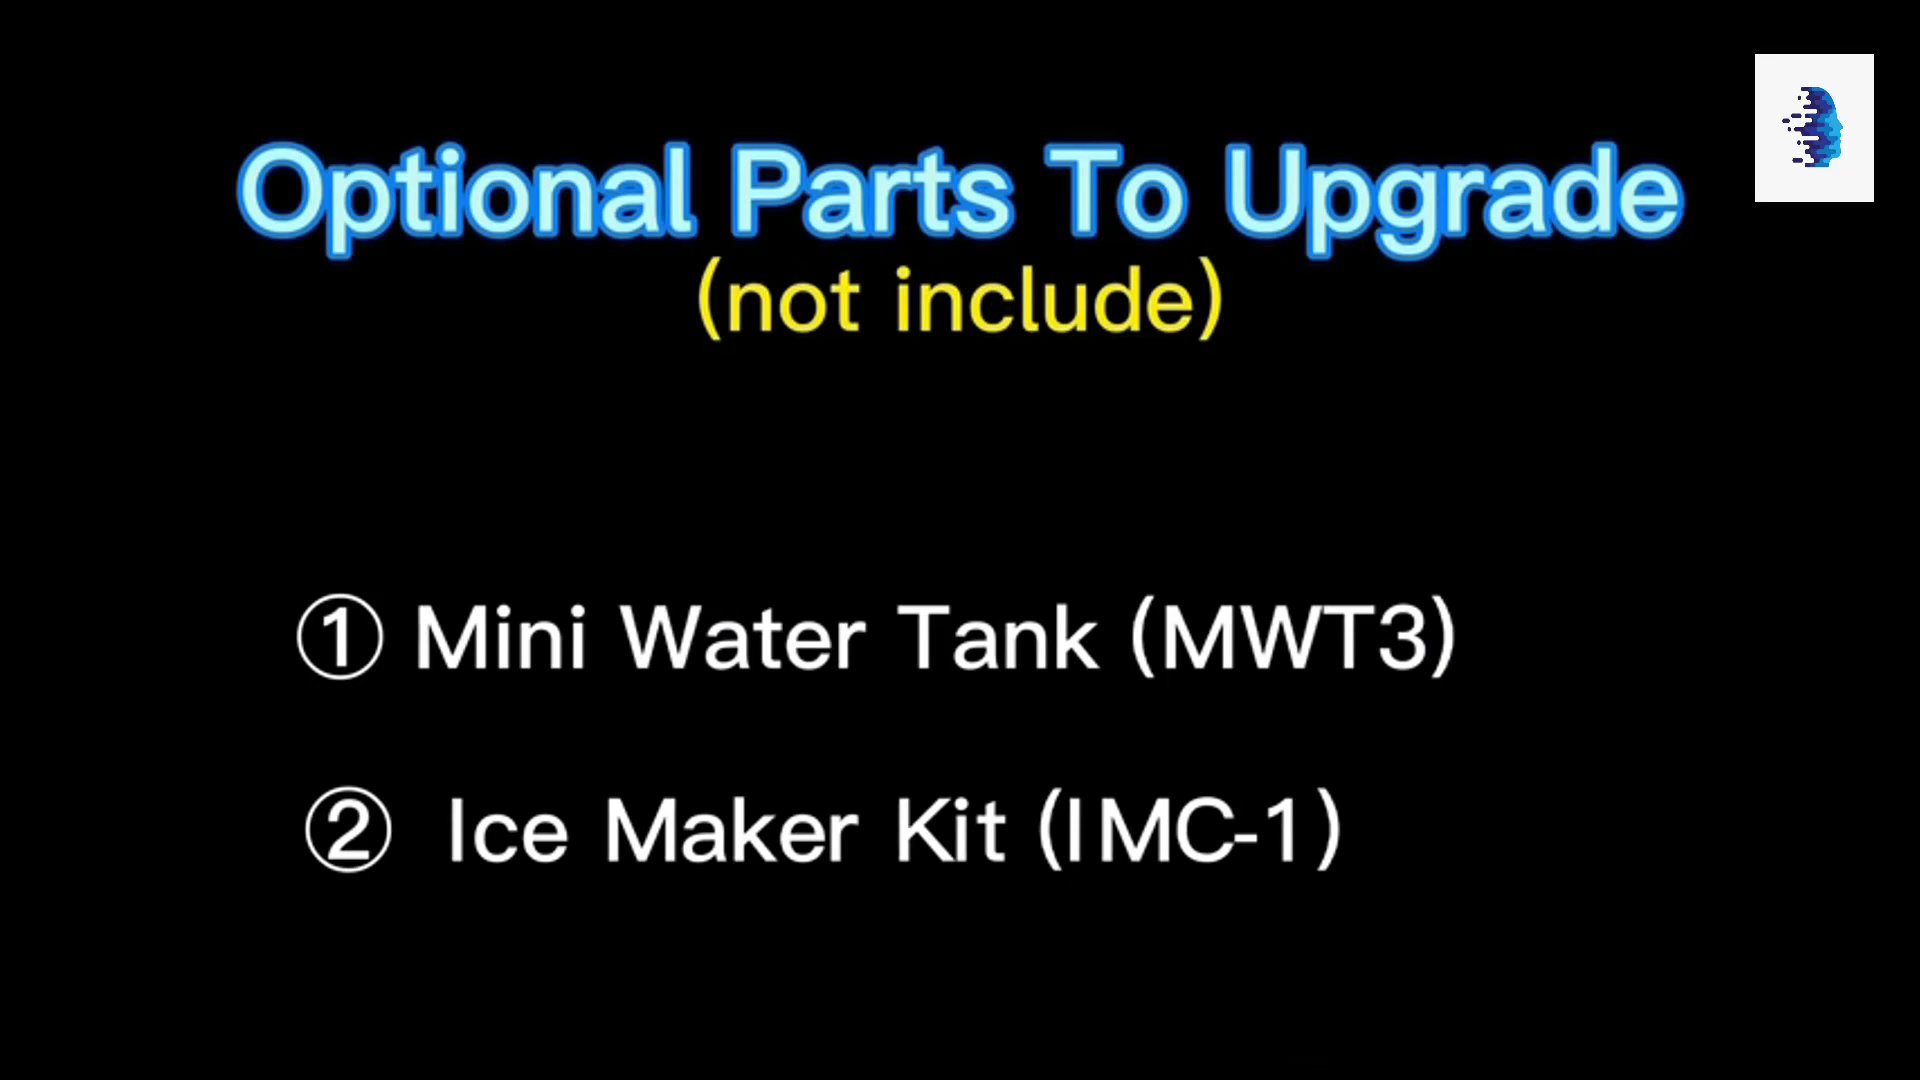 Optional Parts To Upgrade
(not include)
① Mini Water Tank (MWT3)
② Ice Maker Kit (IMC-1)